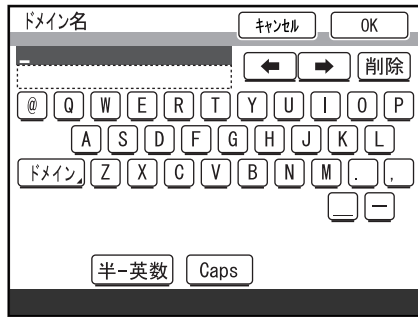 ドメイン名 ｷｬﾝｾﾙ OK
← → 削除
@ Q W E R T Y U I O P
A S D F G H J K L
ドメイン Z X C V B N M . ,
_ -
半-英数 Caps